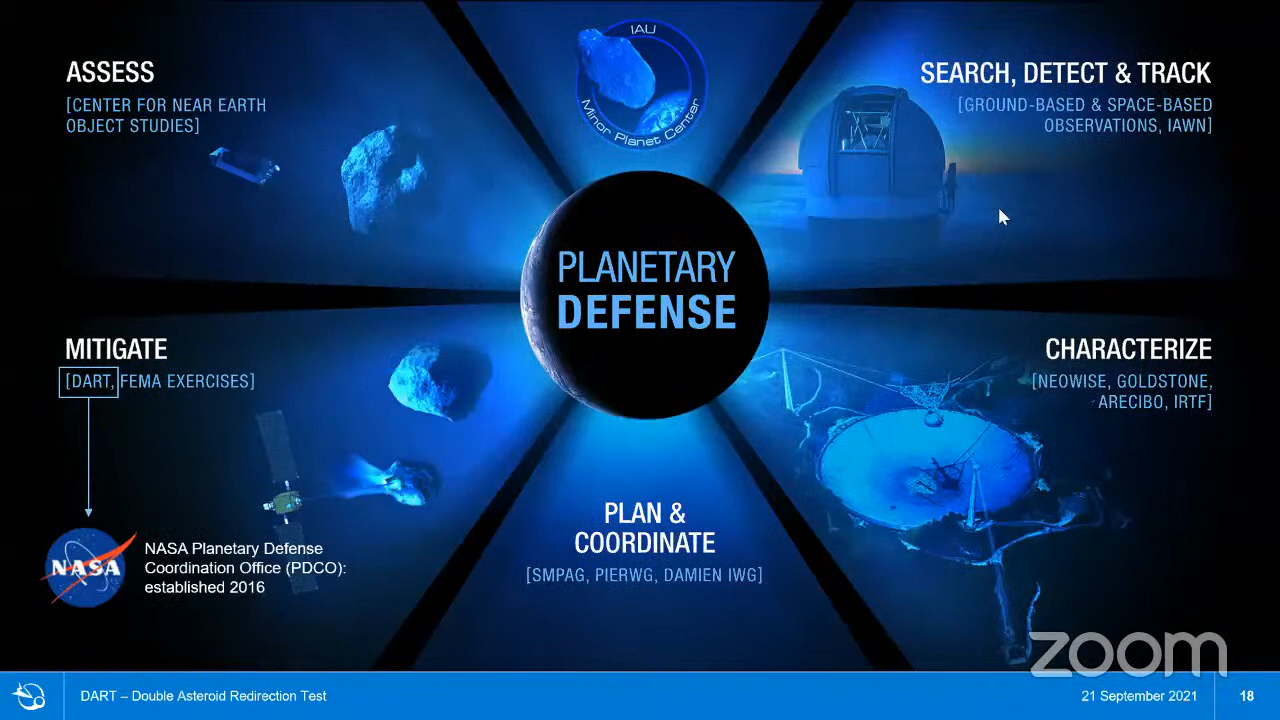 ASSESS
[CENTER FOR NEAR EARTH
OBJECT STUDIES]
IAU
Minor Planet Center
SEARCH, DETECT & TRACK
[GROUND-BASED & SPACE-BASED
OBSERVATIONS, IAWN]
PLANETARY
DEFENSE
MITIGATE
[DART, FEMA EXERCISES]
CHARACTERIZE
[NEOWISE, GOLDSTONE,
ARECIBO, IRTF]
NASA
NASA Planetary Defense
Coordination Office (PDCO):
established 2016
PLAN &
COORDINATE
[SMPAG, PIERWG, DAMIEN IWG]
zoom
DART – Double Asteroid Redirection Test
21 September 2021
18